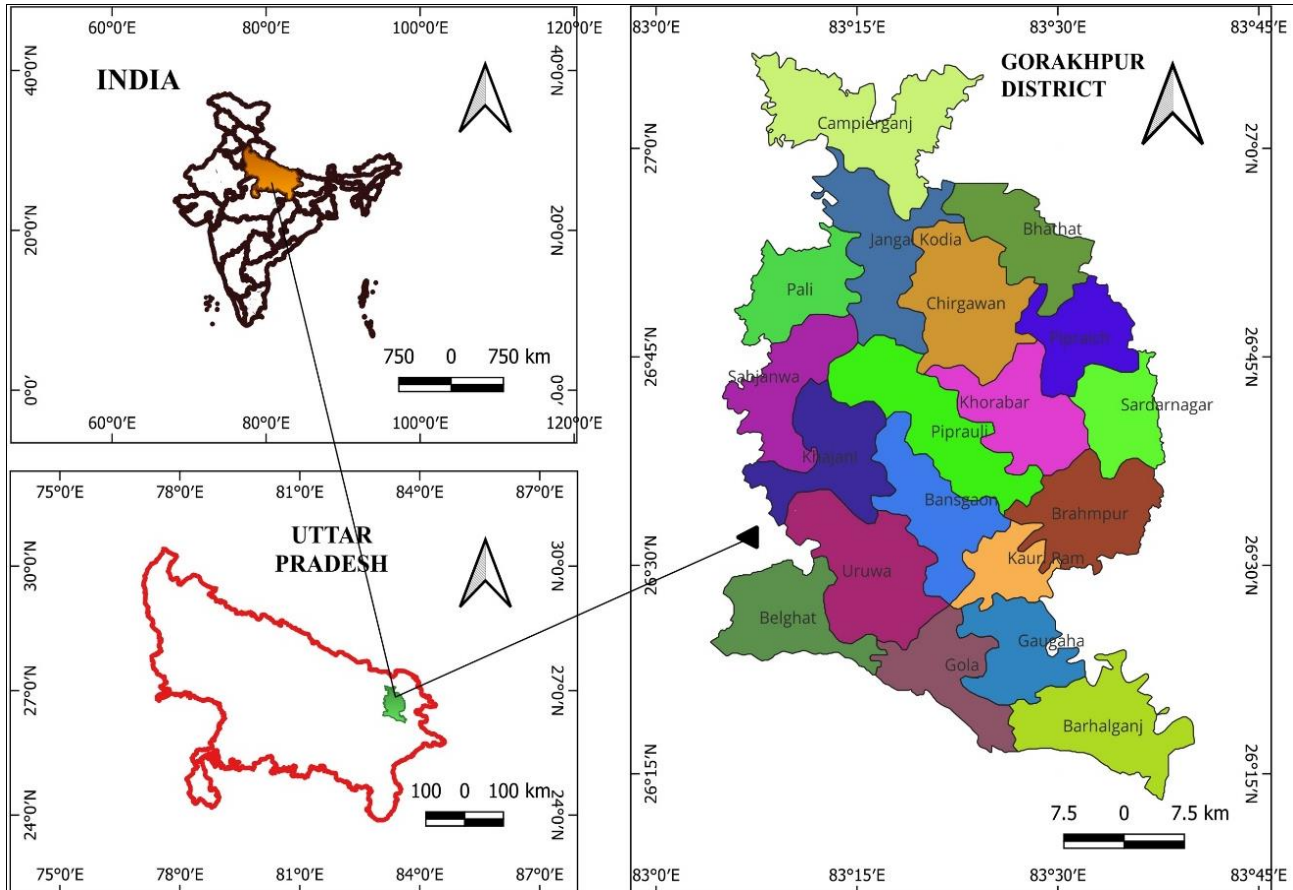 60°0'E 80°0'E 100°0'E 120°0'E
40°0'N
40°0'N
INDIA
20°0'N
20°0'N
750 0 750 km
0°0'
0°0'
60°0'E 80°0'E 100°0'E 120°0'E
75°0'E 78°0'E 81°0'E 84°0'E 87°0'E
UTTAR
PRADESH
30°0'N
30°0'N
27°0'N
27°0'N
100 0 100 km
24°0'N
24°0'N
75°0'E 78°0'E 81°0'E 84°0'E 87°0'E
83°0'E 83°15'E 83°30'E 83°45'E
GORAKHPUR
DISTRICT
Campierganj
27°0'N
27°0'N
Bhathat
Jangal Kodia
Pali
Chirgawan
Pipraich
26°45'N
26°45'N
Sahjanwa
Khorabar
Sardarnagar
Piprauli
Khajani
Bansgaon
Brahmpur
Kauri Ram
26°30'N
26°30'N
Uruwa
Belghat
Gaugaha
Gola
Barhalganj
26°15'N
26°15'N
7.5 0 7.5 km
83°0'E 83°15'E 83°30'E 83°45'E